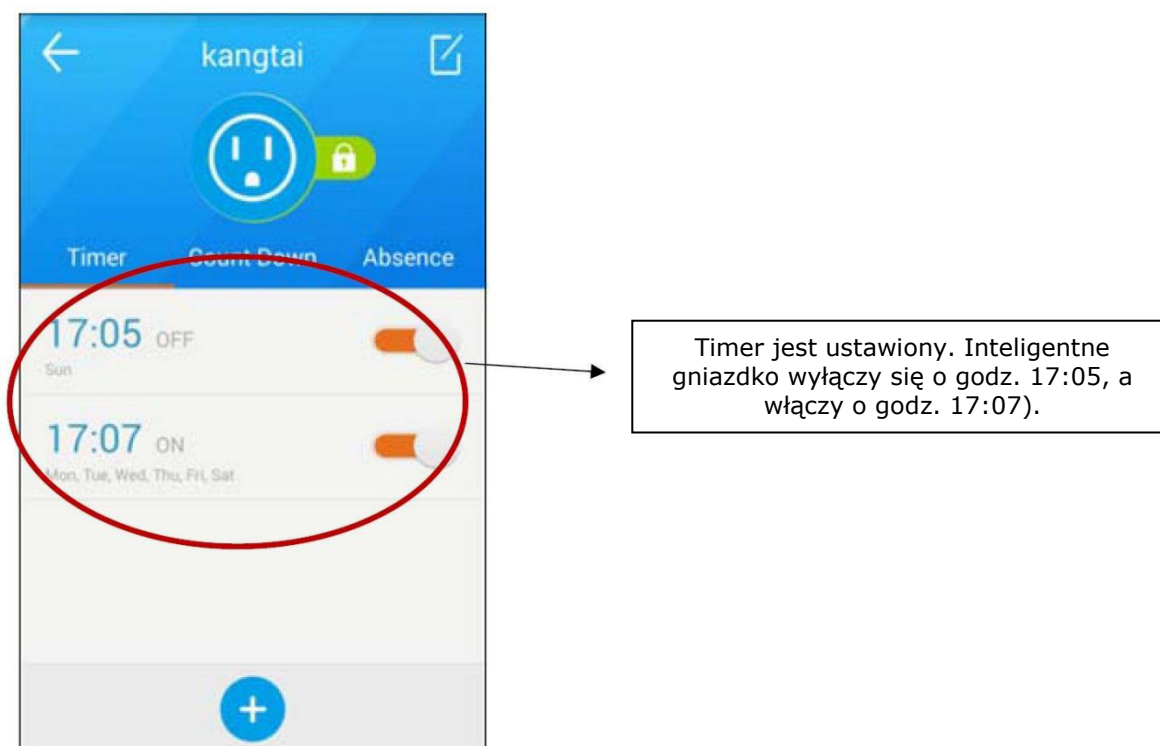 kangtai
Timer Count Down Absence
17:05 OFF
Sun
17:07 ON
Mon, Tue, Wed, Thu, Fri, Sat
Timer jest ustawiony. Inteligentne
gniazdko wyłączy się o godz. 17:05, a
włączy o godz. 17:07).